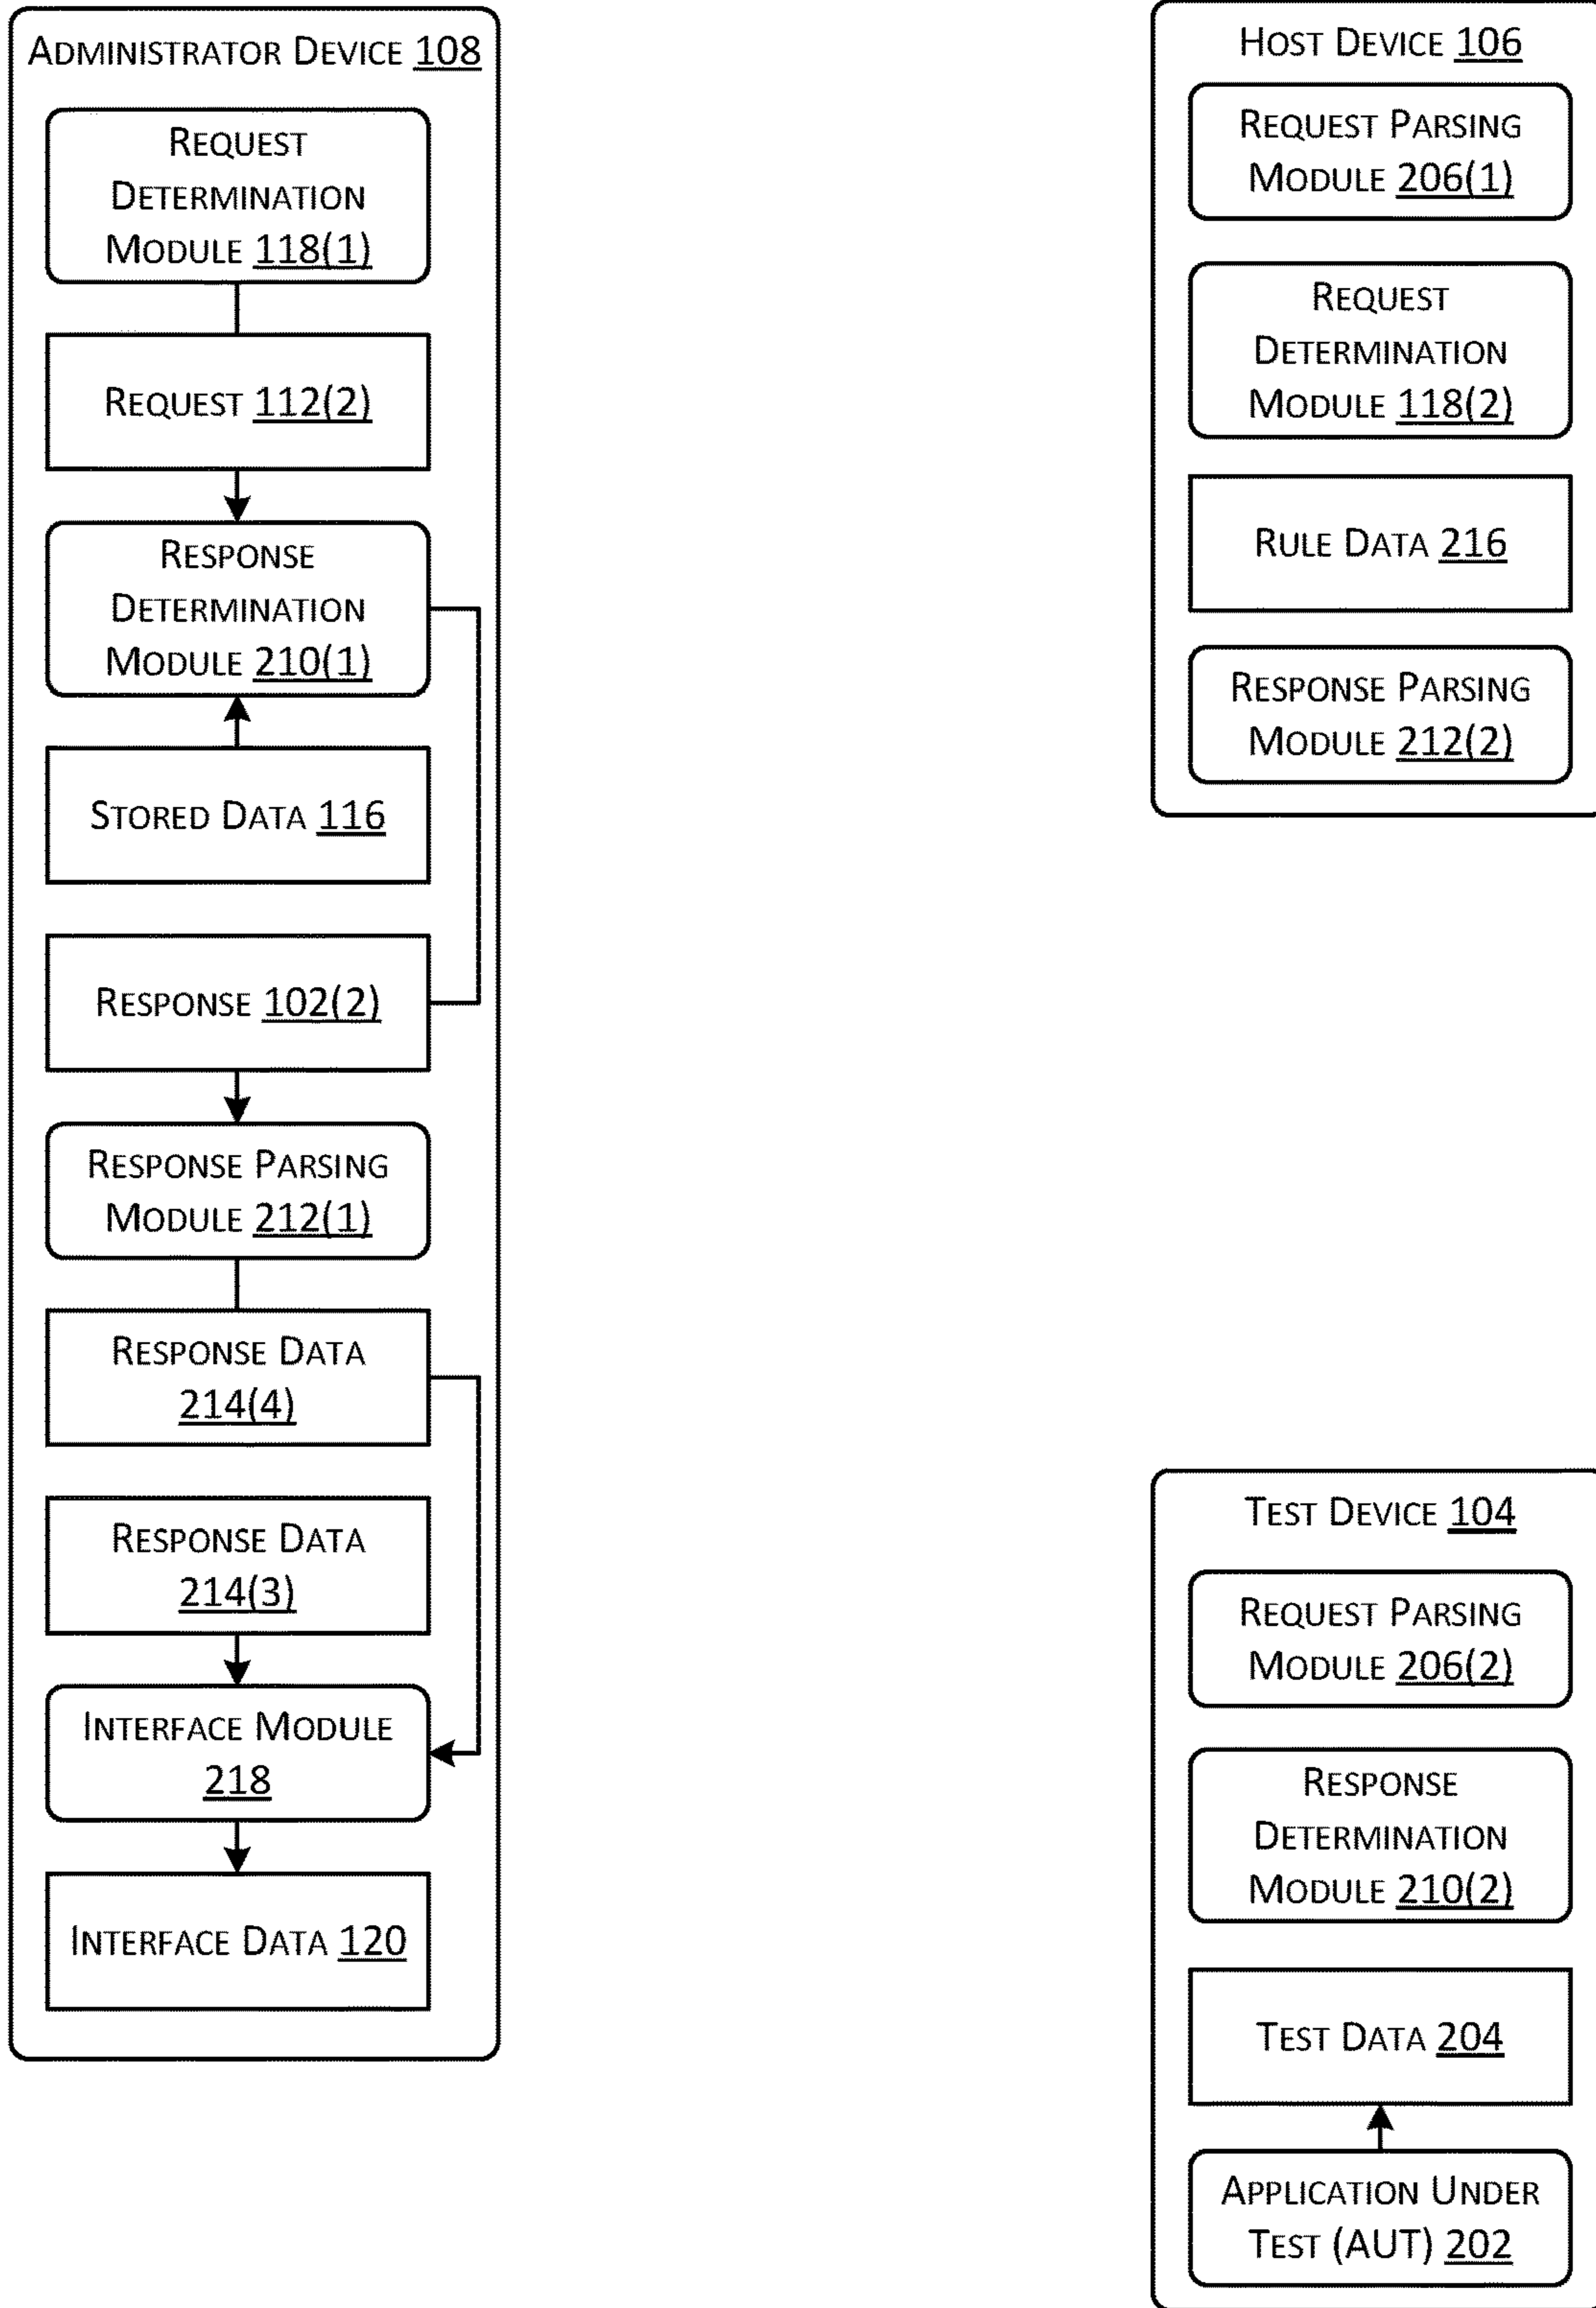 ADMINISTRATOR DEVICE 108
REQUEST
DETERMINATION
MODULE 118(1)
REQUEST 112(2)
RESPONSE
DETERMINATION
MODULE 210(1)
STORED DATA 116
RESPONSE 102(2)
RESPONSE PARSING
MODULE 212(1)
RESPONSE DATA
214(4)
RESPONSE DATA
214(3)
INTERFACE MODULE
218
INTERFACE DATA 120
HOST DEVICE 106
REQUEST PARSING
MODULE 206(1)
REQUEST
DETERMINATION
MODULE 118(2)
RULE DATA 216
RESPONSE PARSING
MODULE 212(2)
TEST DEVICE 104
REQUEST PARSING
MODULE 206(2)
RESPONSE
DETERMINATION
MODULE 210(2)
TEST DATA 204
APPLICATION UNDER
TEST (AUT) 202